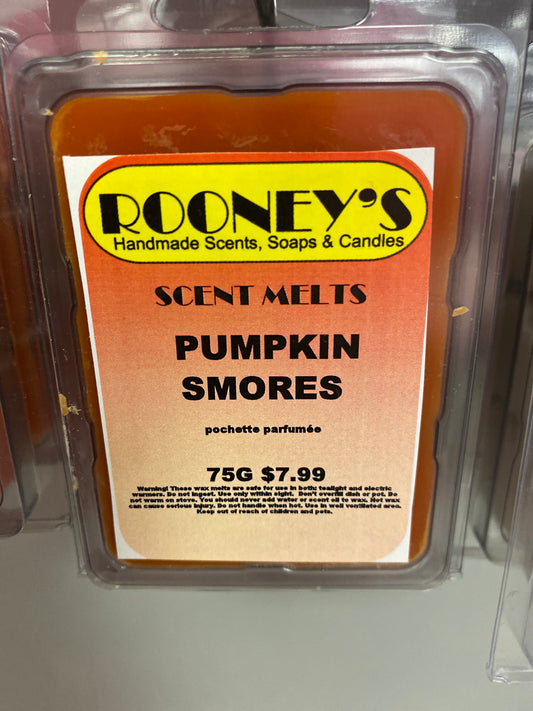 ROONEY'S
Handmade Scents, Soaps & Candles
SCENT MELTS
PUMPKIN
SMORES
pochette parfumée
75G $7.99
Warning! These wax melts are safe for use in both: tealight and electric
warmers. Do not ingest. Use only within sight. Don't overfill dish or pot. Do
not warm on stove. You should never add water or scent oil to wax. Hot wax
can cause serious injury. Do not handle when hot. Use in well ventilated area.
Keep out of reach of children and pets.